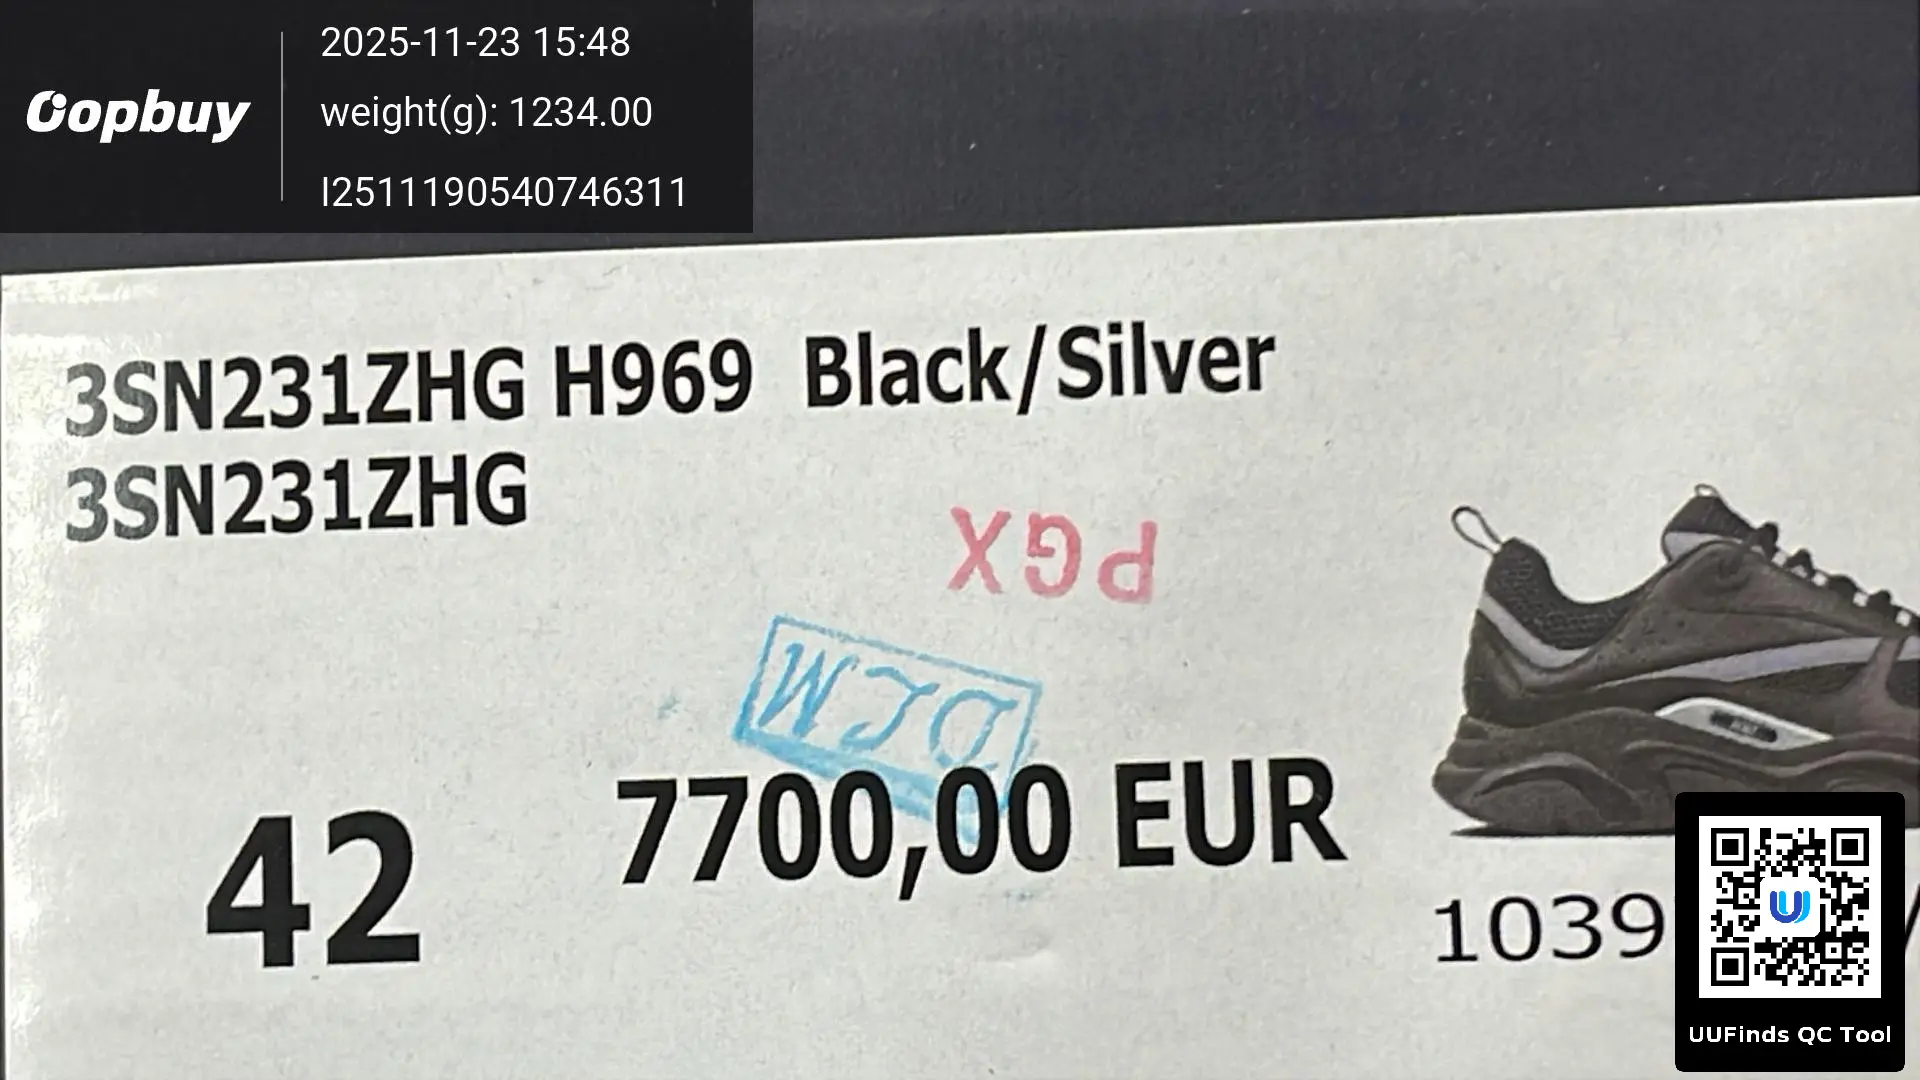 Oopbuy
2025-11-23 15:48
weight(g): 1234.00
I2511190540746311
3SN231ZHG H969 Black/Silver
3SN231ZHG
PGX
42
7700,00 EUR
1039
UUFinds QC Tool